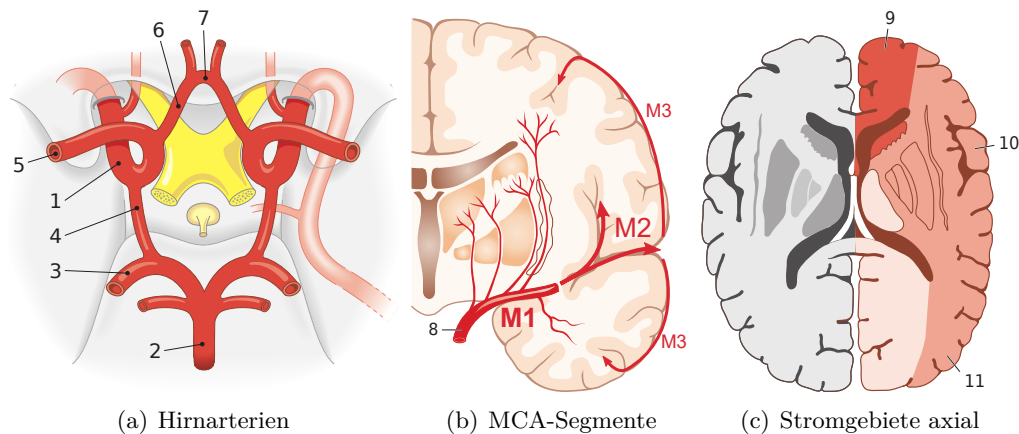 6 7
5
1
4
3
2
M3
M2
M1
8
M3
9
10
11
(a) Hirnarterien
(b) MCA-Segmente
(c) Stromgebiete axial